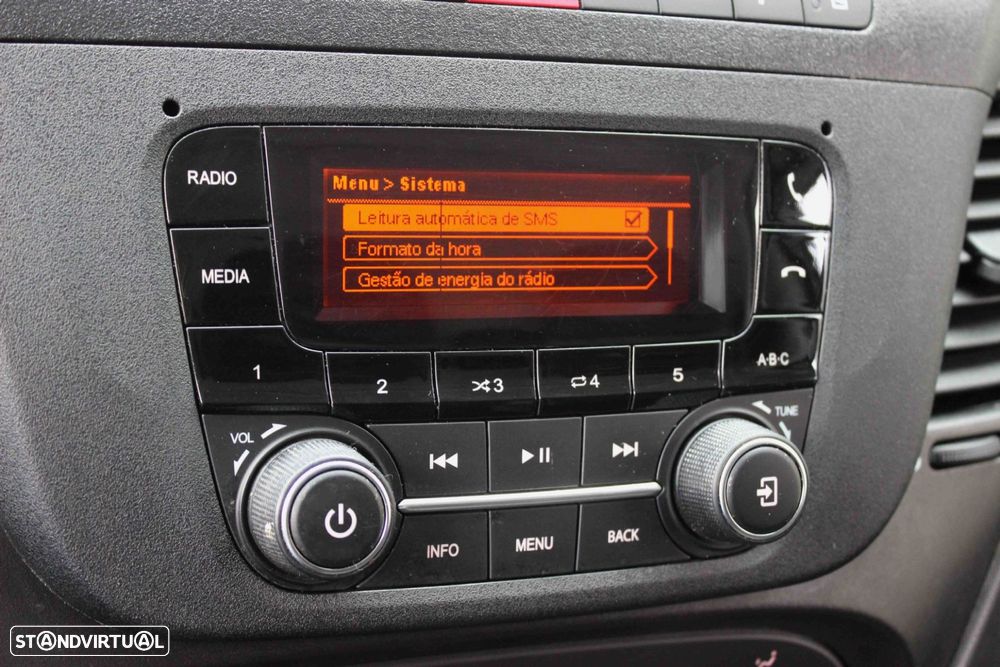 RADIO
MEDIA
Menu > Sistema
Leitura automática de SMS
Formato da hora
Gestão de energia do rádio
1
2
3
4
5
A·B·C
VOL
TUNE
INFO
MENU
BACK
STANDVIRTUAL